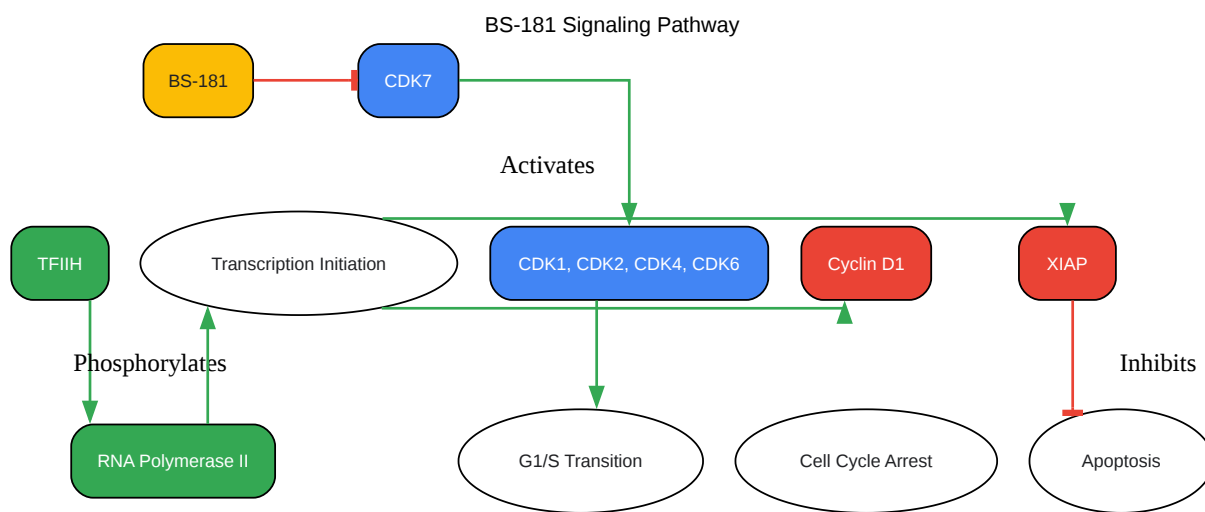 BS-181 Signaling Pathway
BS-181
CDK7
Activates
TFIIH
Transcription Initiation
CDK1, CDK2, CDK4, CDK6
Cyclin D1
XIAP
Phosphorylates
Inhibits
RNA Polymerase II
G1/S Transition
Cell Cycle Arrest
Apoptosis